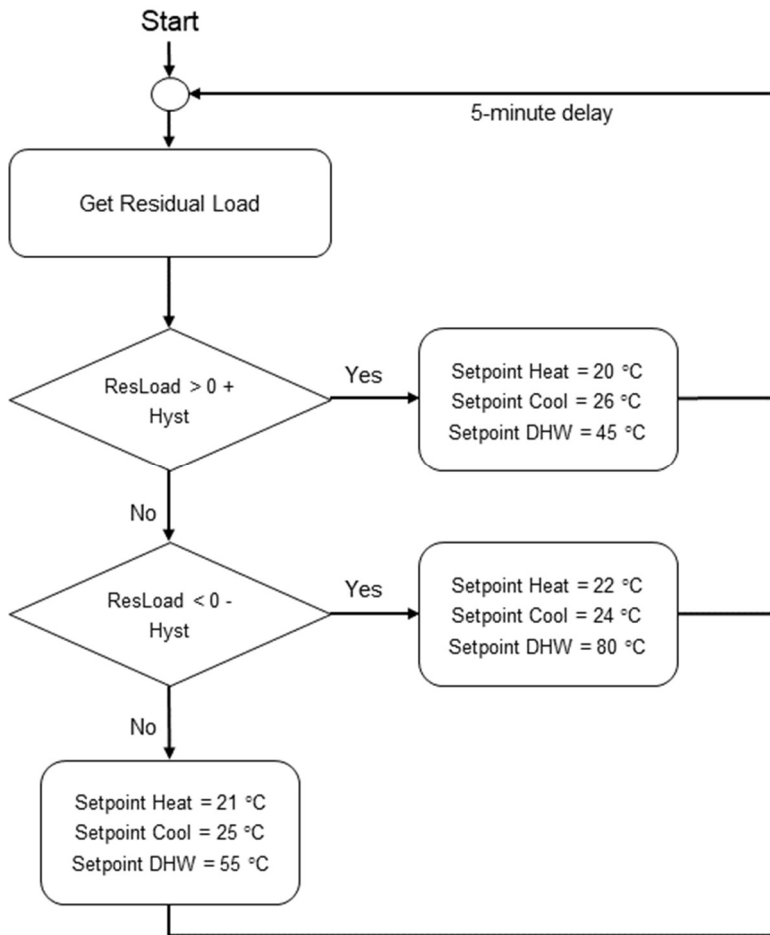 Start
5-minute delay
Get Residual Load
ResLoad > 0 +
Hyst
Yes
Setpoint Heat = 20 °C
Setpoint Cool = 26 °C
Setpoint DHW = 45 °C
No
ResLoad < 0 -
Hyst
Yes
Setpoint Heat = 22 °C
Setpoint Cool = 24 °C
Setpoint DHW = 80 °C
No
Setpoint Heat = 21 °C
Setpoint Cool = 25 °C
Setpoint DHW = 55 °C